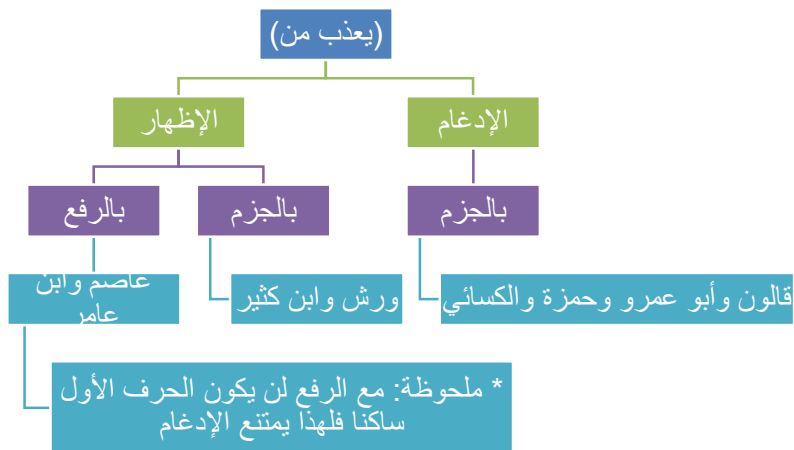 (يعذب من)
الإدغام
الإظهار
بالجزم
بالجزم
بالرفع
قالون وأبو عمرو وحمزة والكسائي
ورش وابن كثير
عاصم وابن
عامر
* ملحوظة: مع الرفع لن يكون الحرف الأول
ساكنا فلهذا يمتنع الإدغام